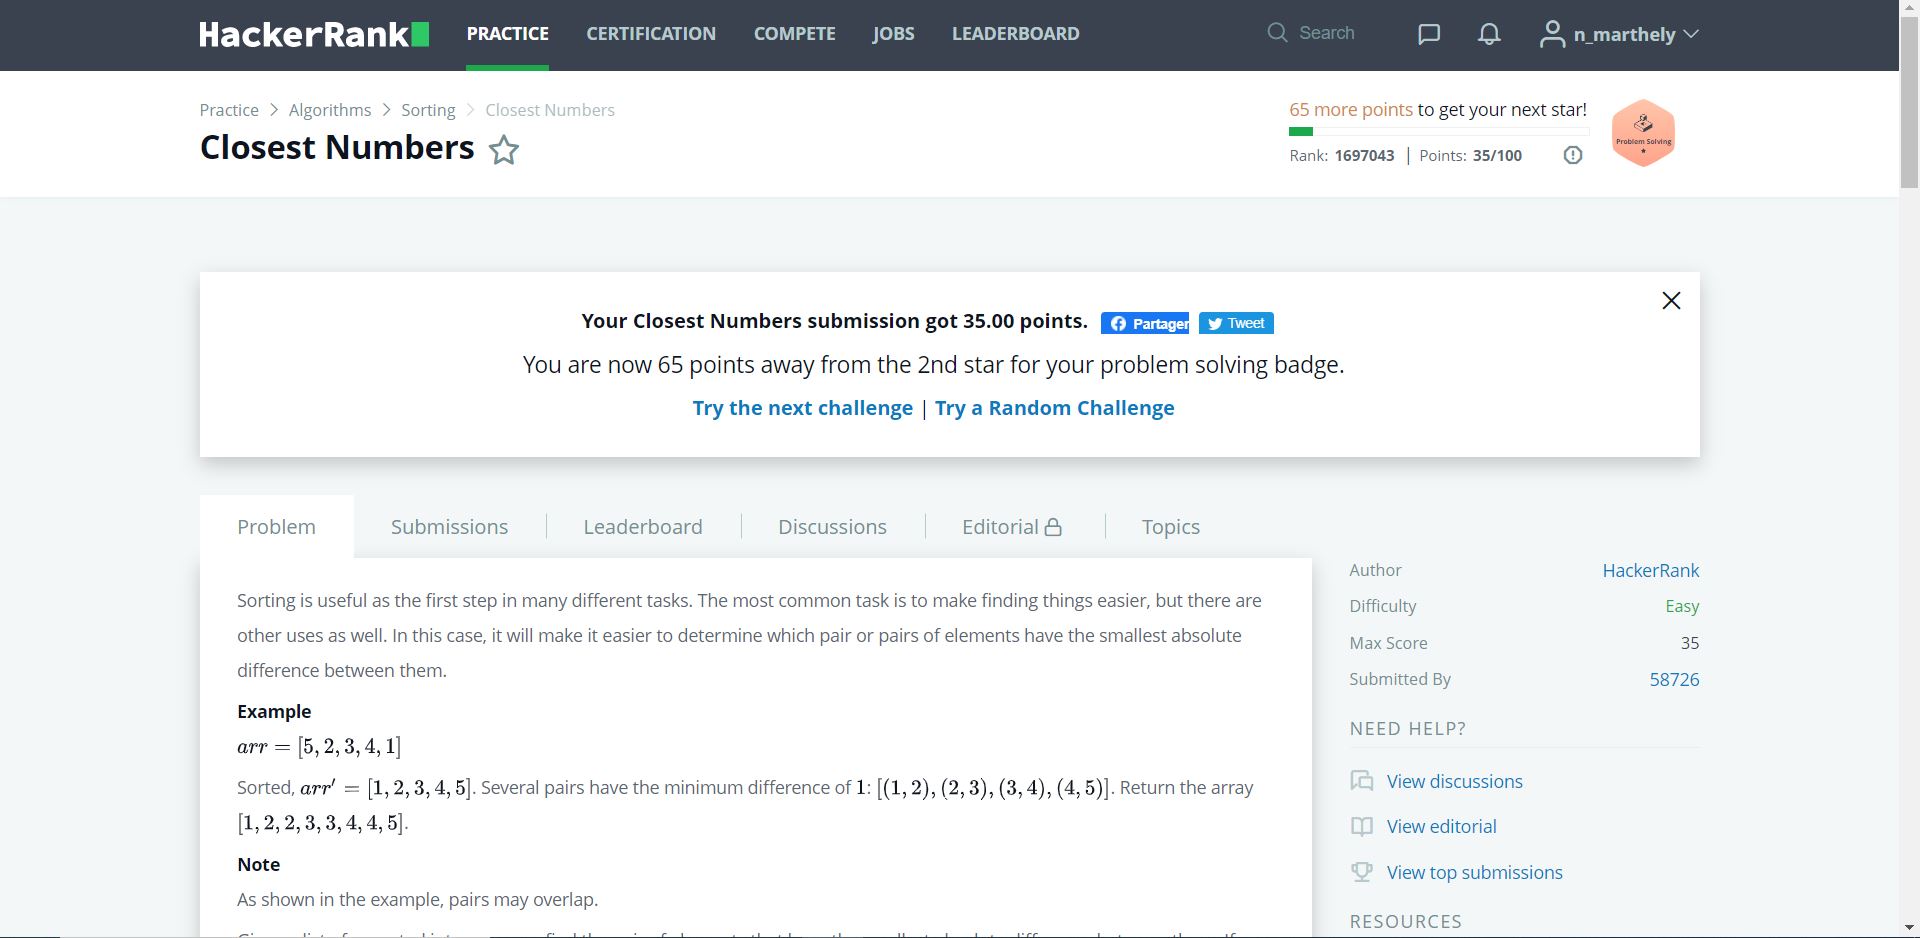 HackerRank PRACTICE CERTIFICATION COMPETE JOBS LEADERBOARD Search n_marthely
Practice > Algorithms > Sorting > Closest Numbers
Closest Numbers
65 more points to get your next star!
Rank: 1697043 | Points: 35/100
Problem Solving
Your Closest Numbers submission got 35.00 points. Partager Tweet
You are now 65 points away from the 2nd star for your problem solving badge.
Try the next challenge | Try a Random Challenge
Problem Submissions Leaderboard Discussions Editorial Topics
Sorting is useful as the first step in many different tasks. The most common task is to make finding things easier, but there are
other uses as well. In this case, it will make it easier to determine which pair or pairs of elements have the smallest absolute
difference between them.
Example
arr = [5, 2, 3, 4, 1]
Sorted, arr′ = [1, 2, 3, 4, 5]. Several pairs have the minimum difference of 1: [(1, 2), (2, 3), (3, 4), (4, 5)]. Return the array
[1, 2, 2, 3, 3, 4, 4, 5].
Note
As shown in the example, pairs may overlap.
Author HackerRank
Difficulty Easy
Max Score 35
Submitted By 58726
NEED HELP?
View discussions
View editorial
View top submissions
RESOURCES